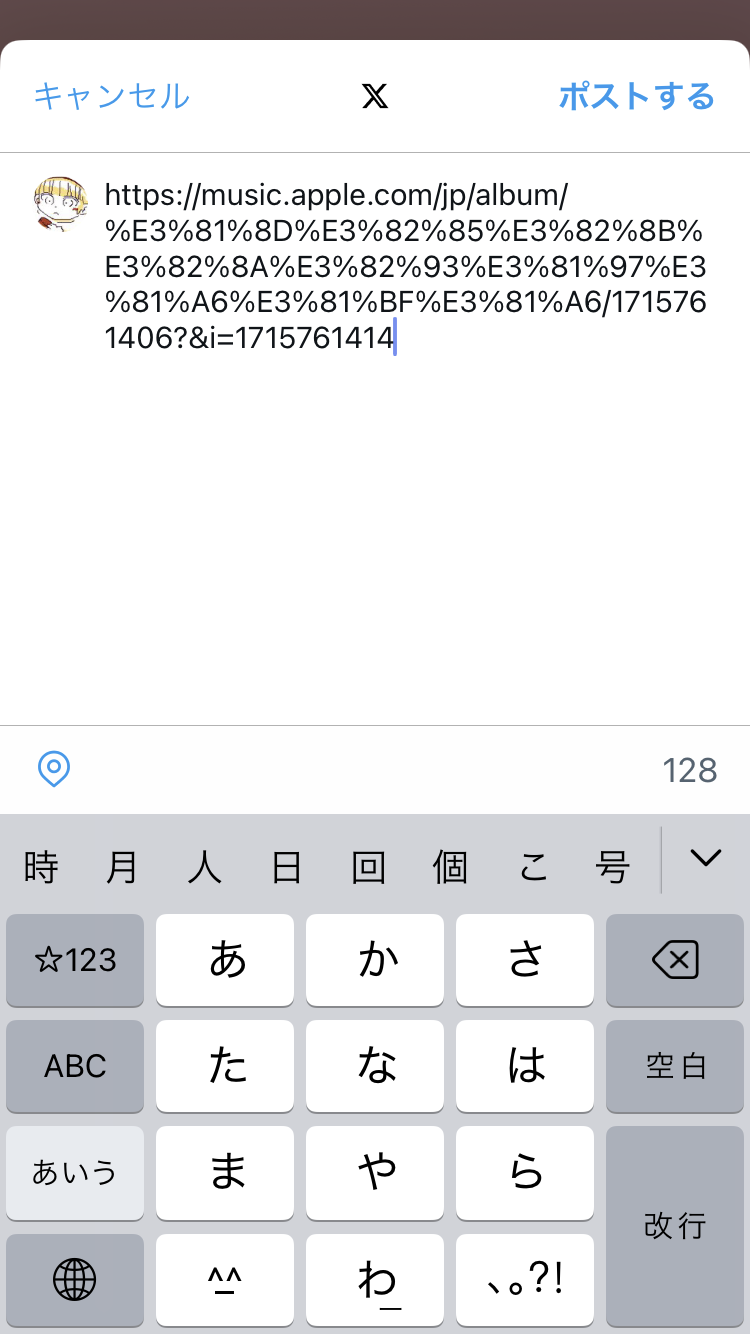 キャンセル
X
ポストする
https://music.apple.com/jp/album/
%E3%81%8D%E3%82%85%E3%82%8B%
E3%82%8A%E3%82%93%E3%81%97%E3
%81%A6%E3%81%BF%E3%81%A6/171576
1406?&i=1715761414
128
時 月 人 日 回 個 こ 号
☆123 あ か さ
ABC た な は 空白
あいう ま や ら
改行
^^ わ 、。?!